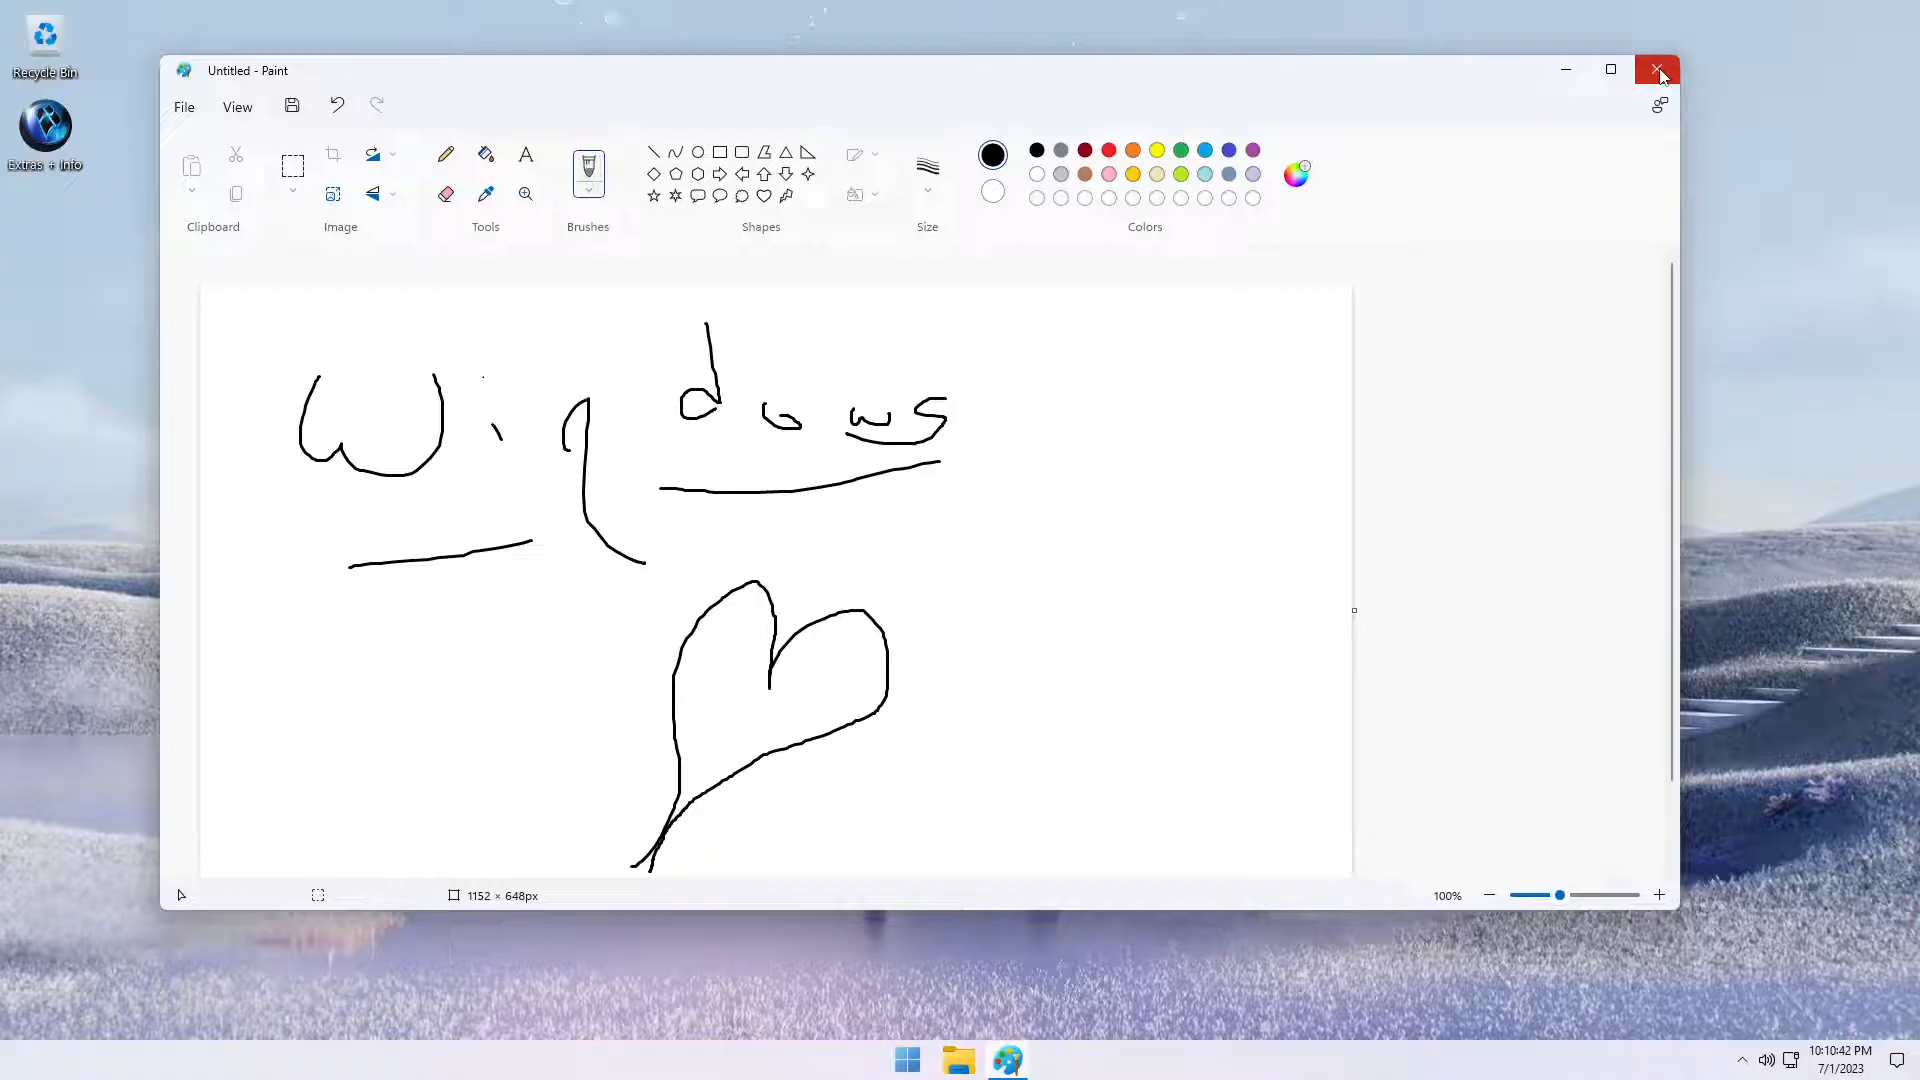 Recycle Bin
Extras + Info
Untitled - Paint
File View
Clipboard Image Tools Brushes Shapes Size Colors
Windows
1152 × 648px
100%
10:10:42 PM
7/1/2023